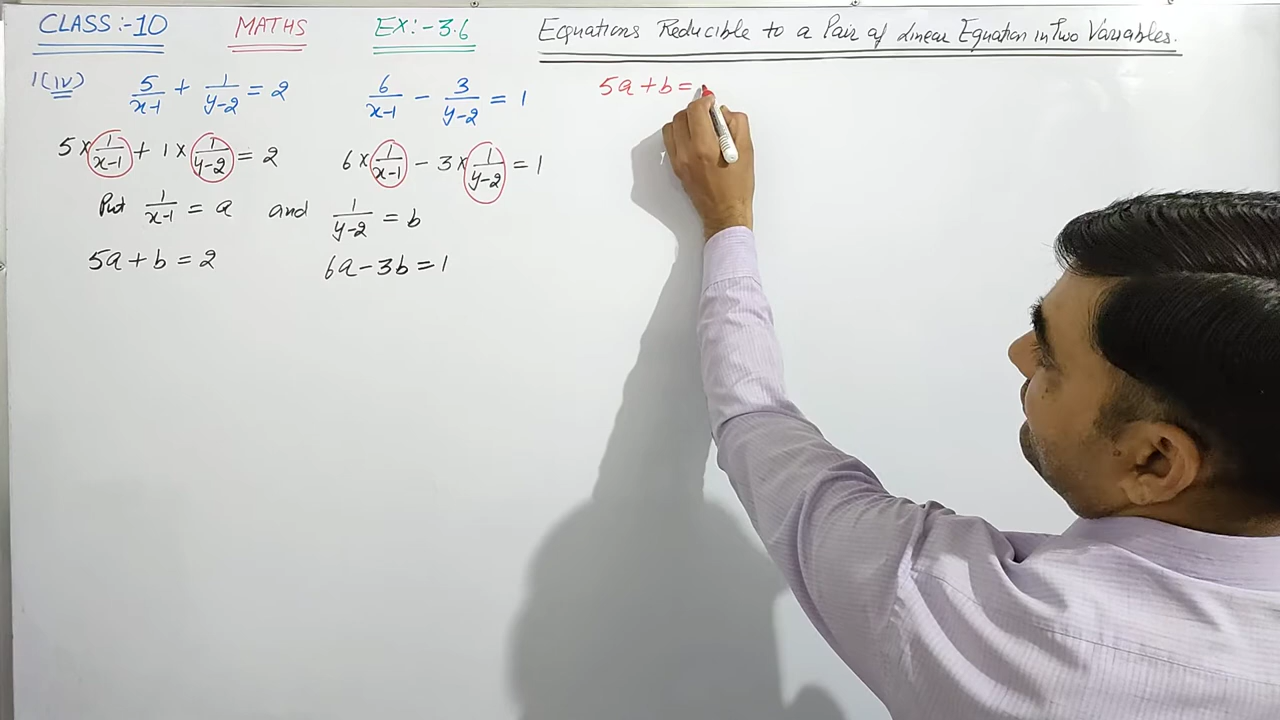 CLASS:-10 MATHS EX:-3.6 Equations Reducible to a Pair of Linear Equation in Two Variables.
1(iv) 5/(x-1) + 1/(y-2) = 2 6/(x-1) - 3/(y-2) = 1
5 × 1/(x-1) + 1 × 1/(y-2) = 2 6 × 1/(x-1) - 3 × 1/(y-2) = 1
Put 1/(x-1) = a and 1/(y-2) = b
5a + b = 2 6a - 3b = 1
5a + b =